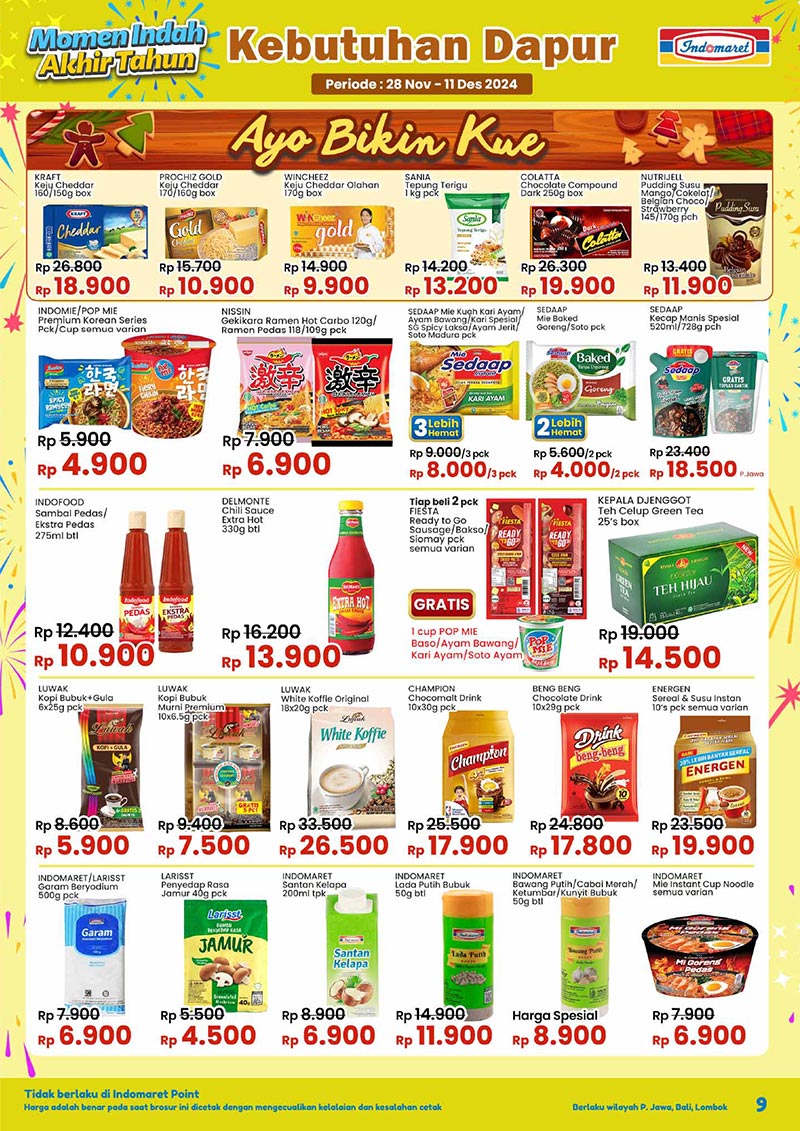 Momen Indah
Akhir Tahun
Kebutuhan Dapur
Periode : 28 Nov - 11 Des 2024
Indomaret
Ayo Bikin Kue
KRAFT
Keju Cheddar
160/150g box
Rp 26.800
Rp 18.900
PROCHIZ GOLD
Keju Cheddar
170/160g box
Rp 15.700
Rp 10.900
WINCHEEZ
Keju Cheddar Olahan
170g box
Rp 14.900
Rp 9.900
SANIA
Tepung Terigu
1 kg pck
Rp 14.200
Rp 13.200
COLATTA
Chocolate Compound
Dark 250g box
Rp 26.300
Rp 19.900
NUTRIJELL
Pudding Susu
Mango/Cokelat/
Belgian Choco/
Strawberry
145/170g pch
Rp 13.400
Rp 11.900
INDOMIE/POP MIE
Premium Korean Series
Pck/Cup semua varian
Rp 5.900
Rp 4.900
NISSIN
Gekikara Ramen Hot Carbo 120g/
Ramen Pedas 118/109g pck
Rp 7.900
Rp 6.900
SEDAAP Mie Kuah Kari Ayam/
Ayam Bawang/Kari Spesial/
SG Spicy Laksa/Ayam Jerit/
Soto Madura pck
3 Lebih
Hemat
Rp 9.000/3 pck
Rp 8.000/3 pck
SEDAAP
Mie Baked
Goreng/Soto pck
2 Lebih
Hemat
Rp 5.600/2 pck
Rp 4.000/2 pck
SEDAAP
Kecap Manis Spesial
520ml/728g pch
Rp 23.400
Rp 18.500 P.Jawa
INDOFOOD
Sambal Pedas/
Ekstra Pedas
275ml btl
Rp 12.400
Rp 10.900
DELMONTE
Chili Sauce
Extra Hot
330g btl
Rp 16.200
Rp 13.900
Tiap beli 2 pck
FIESTA
Ready to Go
Sausage/Bakso/
Siomay pck
semua varian
GRATIS
1 cup POP MIE
Baso/Ayam Bawang/
Kari Ayam/Soto Ayam
KEPALA DJENGGOT
Teh Celup Green Tea
25's box
Rp 19.000
Rp 14.500
LUWAK
Kopi Bubuk+Gula
6x25g pck
Rp 8.600
Rp 5.900
LUWAK
Kopi Bubuk
Murni Premium
10x6,5g pck
Rp 9.400
Rp 7.500
LUWAK
White Koffie Original
18x20g pck
Rp 33.500
Rp 26.500
CHAMPION
Chocomalt Drink
10x30g pck
Rp 25.500
Rp 17.900
BENG BENG
Chocolate Drink
10x29g pck
Rp 24.800
Rp 17.800
ENERGEN
Sereal & Susu Instan
10's pck semua varian
Rp 23.500
Rp 19.900
INDOMARET/LARISST
Garam Beryodium
500g pck
Rp 7.900
Rp 6.900
LARISST
Penyedap Rasa
Jamur 40g pck
Rp 5.500
Rp 4.500
INDOMARET
Santan Kelapa
200ml tpk
Rp 8.900
Rp 6.900
INDOMARET
Lada Putih Bubuk
50g btl
Rp 14.900
Rp 11.900
INDOMARET
Bawang Putih/Cabai Merah/
Ketumbar/Kunyit Bubuk
50g btl
Harga Spesial
Rp 8.900
INDOMARET
Mie Instant Cup Noodle
semua varian
Rp 7.900
Rp 6.900
Tidak berlaku di Indomaret Point
Harga adalah benar pada saat brosur ini dicetak dengan mengecualikan kelalaian dan kesalahan cetak
Berlaku wilayah P. Jawa, Bali, Lombok
9